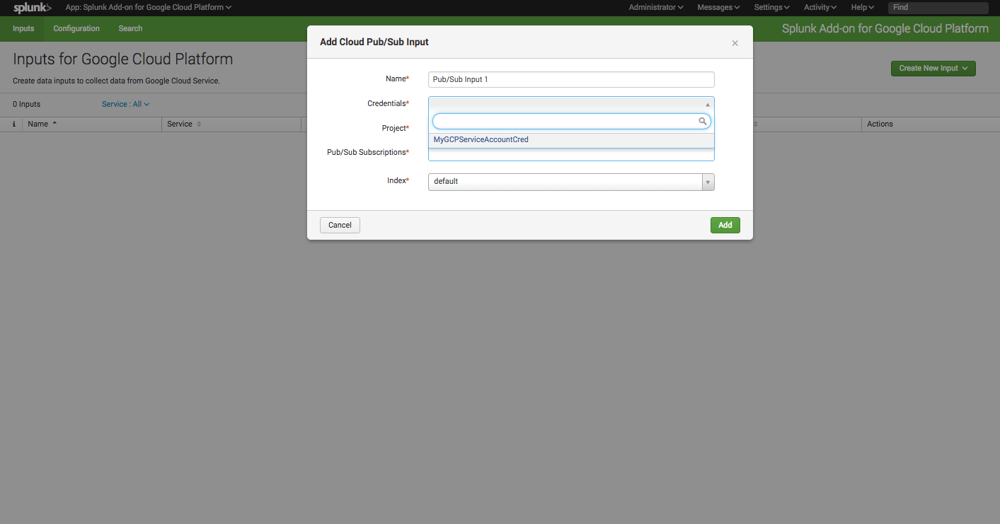 splunk> App: Splunk Add-on for Google Cloud Platform Administrator Messages Settings Activity Help Find
Inputs Configuration Search Splunk Add-on for Google Cloud Platform
Inputs for Google Cloud Platform
Create data inputs to collect data from Google Cloud Service.
Create New Input
0 Inputs Service : All
i Name Service Actions
Add Cloud Pub/Sub Input ×
Name* Pub/Sub Input 1
Credentials*
Project*
MyGCPServiceAccountCred
Pub/Sub Subscriptions*
Index* default
Cancel Add